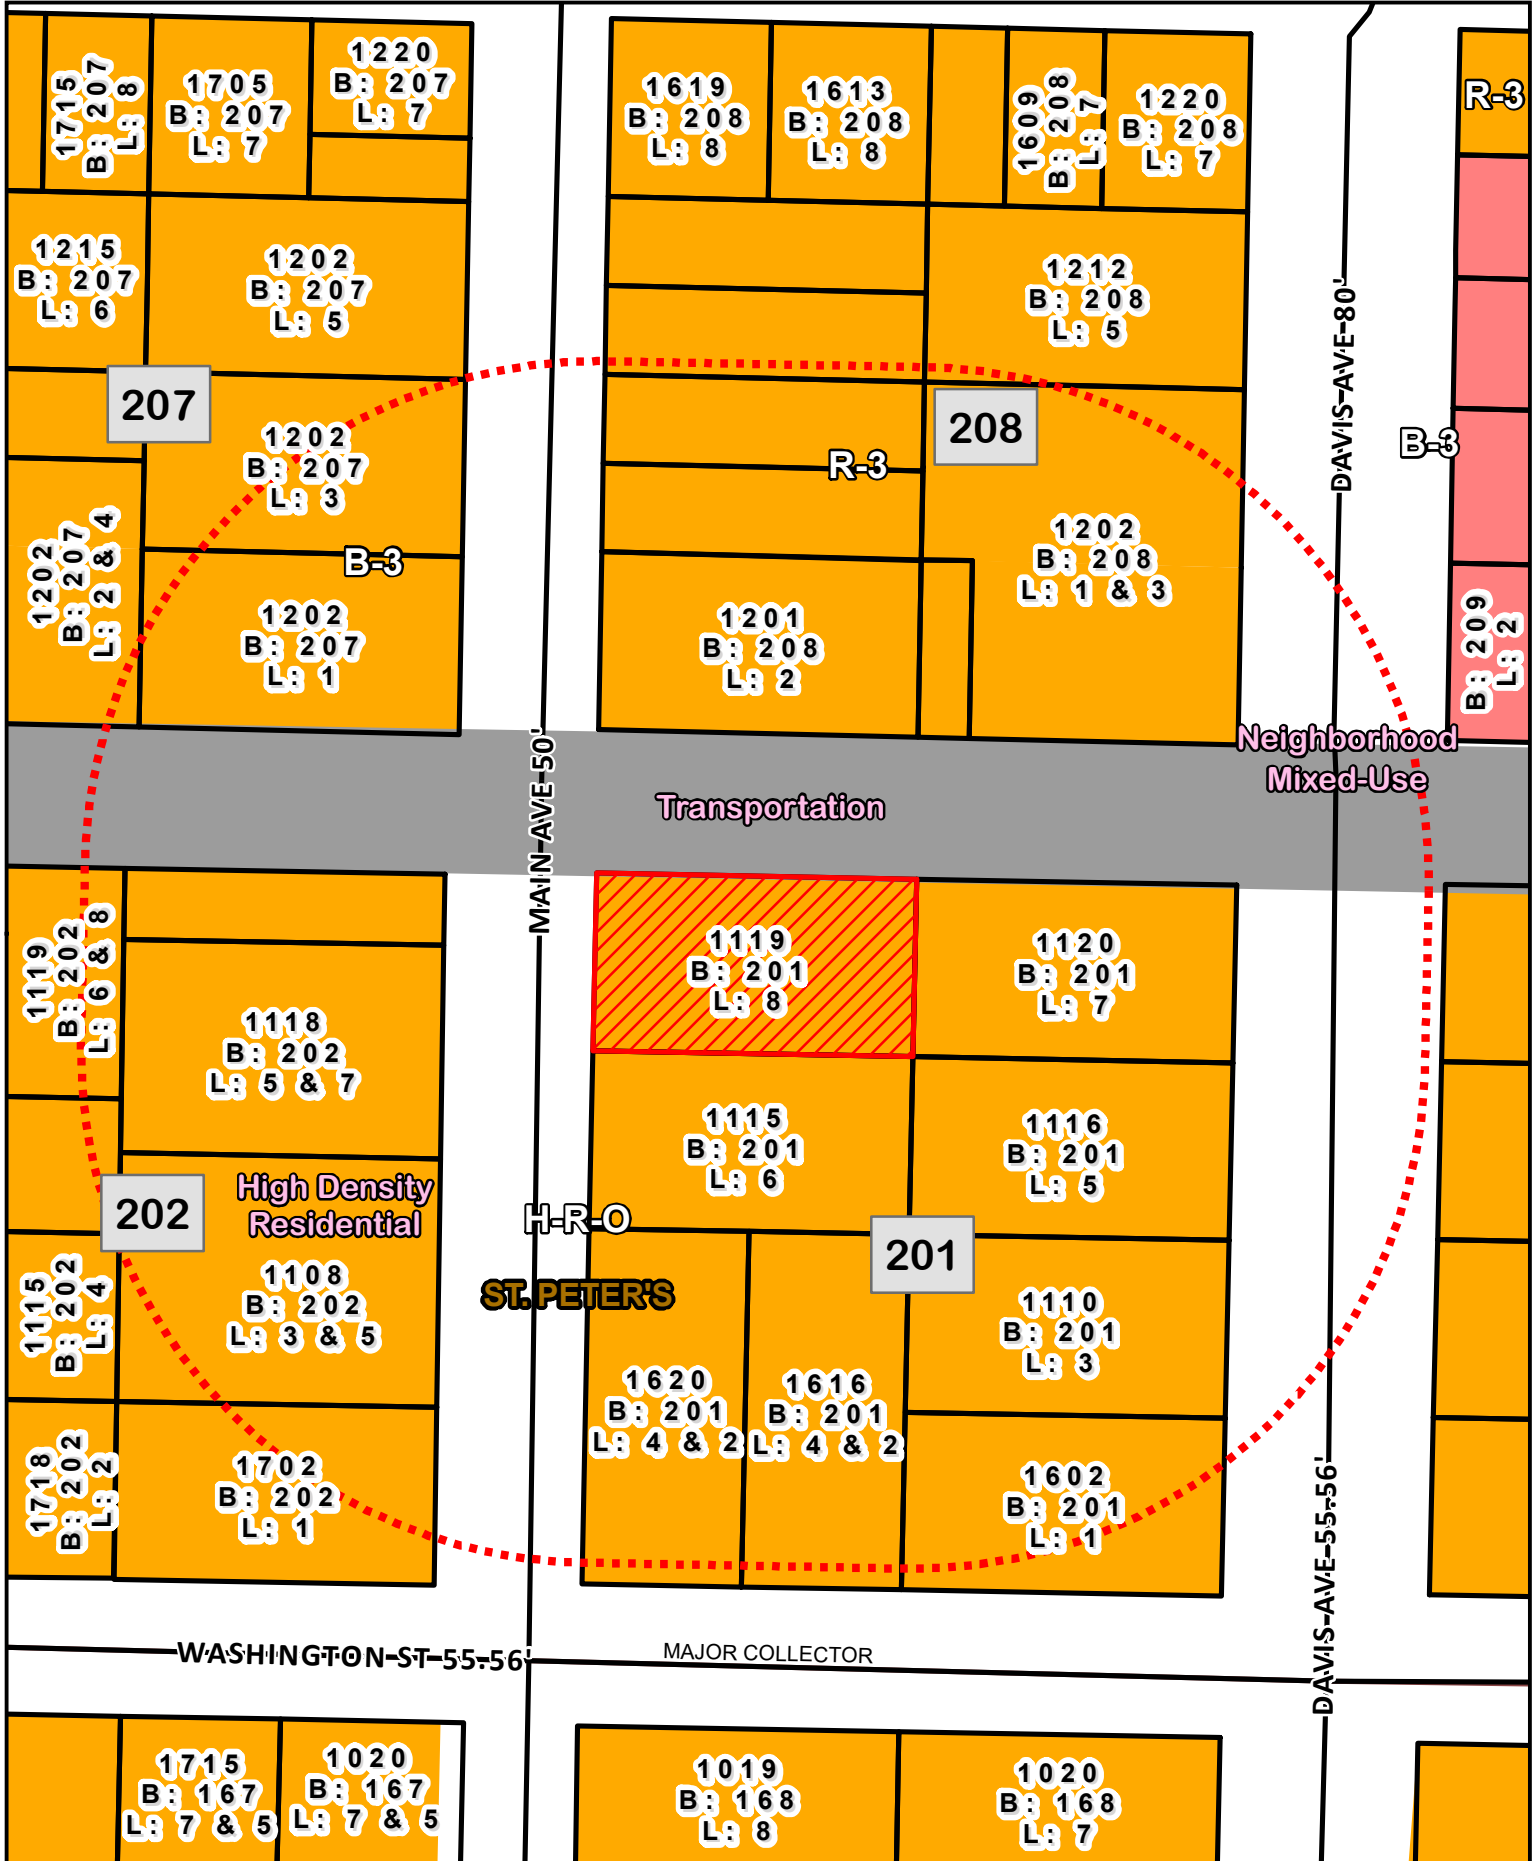 1715
B: 207
L: 8
1705
B: 207
L: 7
1220
B: 207
L: 7
1619
B: 208
L: 8
1613
B: 208
L: 8
1609
B: 208
L: 7
1220
B: 208
L: 7
R-3
1215
B: 207
L: 6
1202
B: 207
L: 5
1212
B: 208
L: 5
DAVIS AVE 80'
207
1202
B: 207
L: 3
208
R-3
B-3
1202
B: 207
L: 2 & 4
B-3
1202
B: 207
L: 1
1201
B: 208
L: 2
1202
B: 208
L: 1 & 3
B: 209
L: 2
Neighborhood
Mixed-Use
Transportation
MAIN AVE 50'
1119
B: 202
L: 6 & 8
1118
B: 202
L: 5 & 7
1119
B: 201
L: 8
1120
B: 201
L: 7
1115
B: 201
L: 6
1116
B: 201
L: 5
202
High Density
Residential
H-R-O
201
ST. PETER'S
1115
B: 202
L: 4
1108
B: 202
L: 3 & 5
1110
B: 201
L: 3
1620
B: 201
L: 4 & 2
1616
B: 201
L: 4 & 2
1718
B: 202
L: 2
1702
B: 202
L: 1
1602
B: 201
L: 1
DAVIS AVE 55.56'
WASHINGTON ST 55.56'
MAJOR COLLECTOR
1715
B: 167
L: 7 & 5
1020
B: 167
L: 7 & 5
1019
B: 168
L: 8
1020
B: 168
L: 7